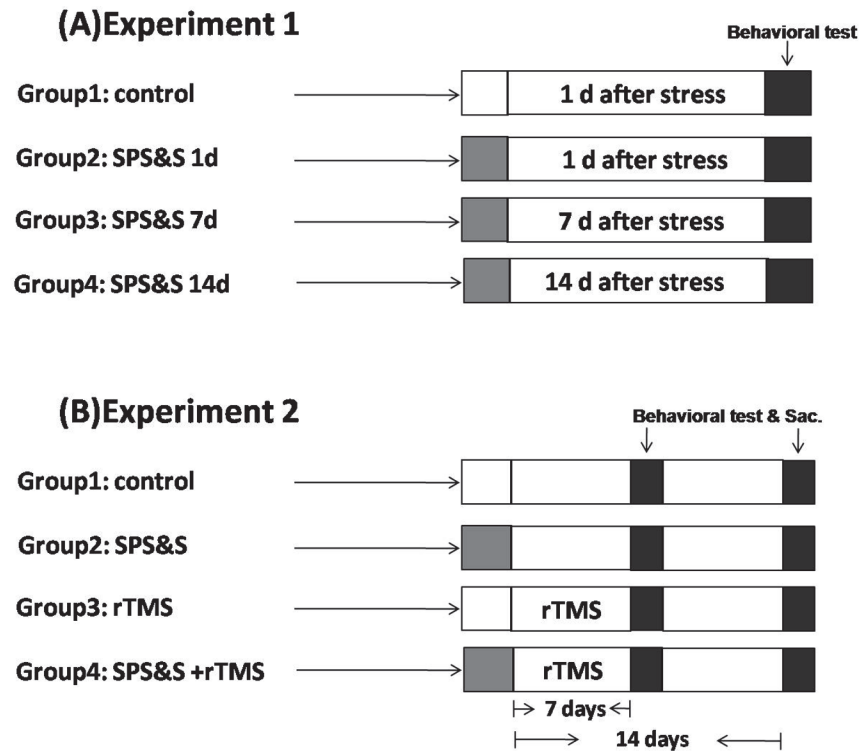 (A)Experiment 1
Behavioral test
Group1: control
1 d after stress
Group2: SPS&S 1d
1 d after stress
Group3: SPS&S 7d
7 d after stress
Group4: SPS&S 14d
14 d after stress
(B)Experiment 2
Behavioral test & Sac.
Group1: control
Group2: SPS&S
Group3: rTMS
rTMS
Group4: SPS&S +rTMS
rTMS
7 days
14 days